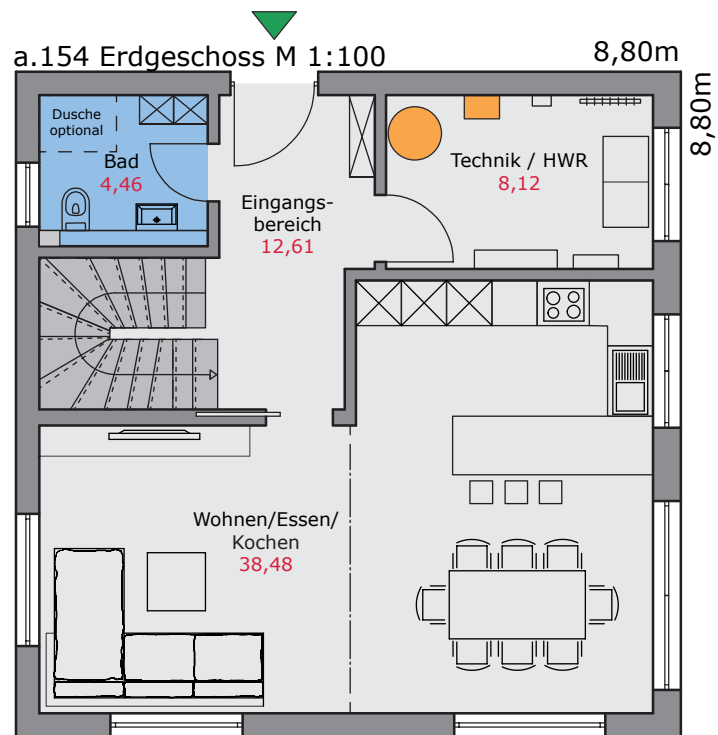 a.154 Erdgeschoss M 1:100
8,80m
8,80m
Dusche
optional
Bad
4,46
Eingangs-
bereich
12,61
Technik / HWR
8,12
Wohnen/Essen/
Kochen
38,48